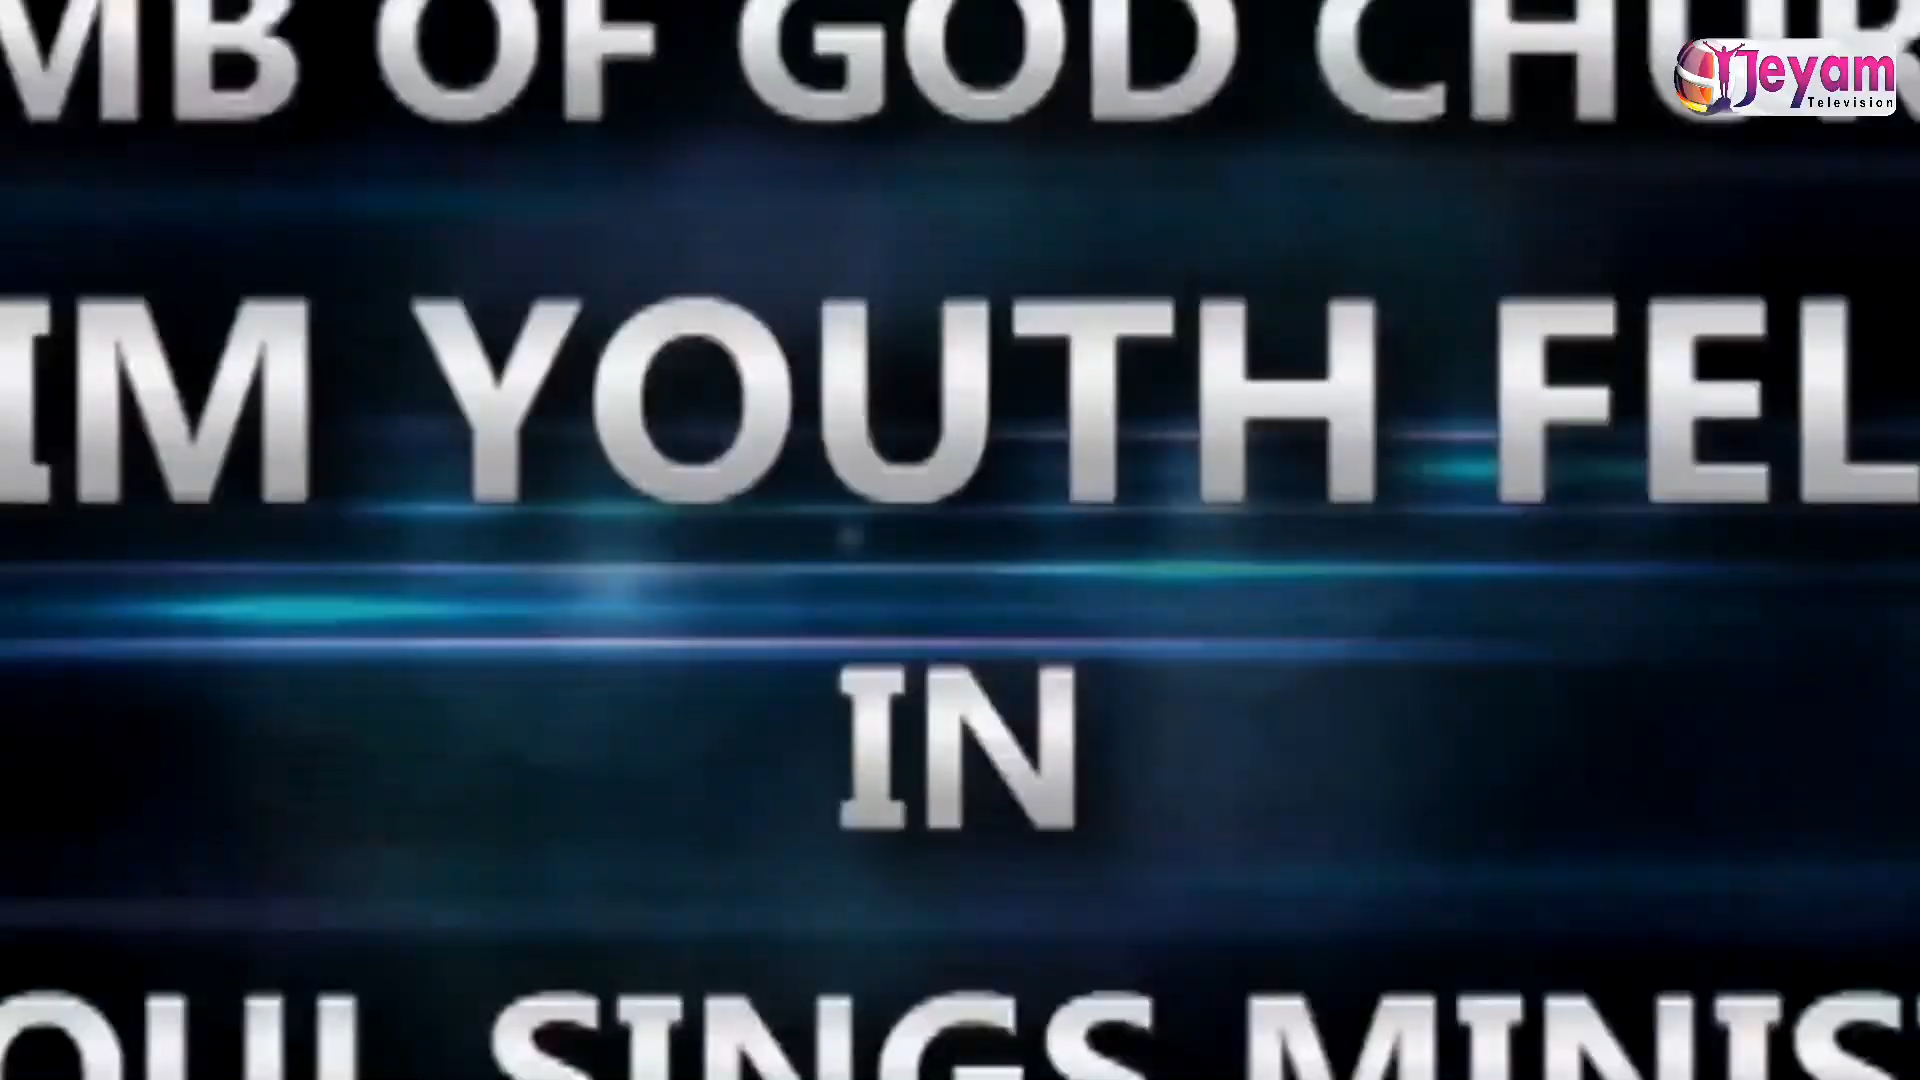 MB OF GOD CHUR
Jeyam
Television
IM YOUTH FEL
IN
OUL SINGS MINIS